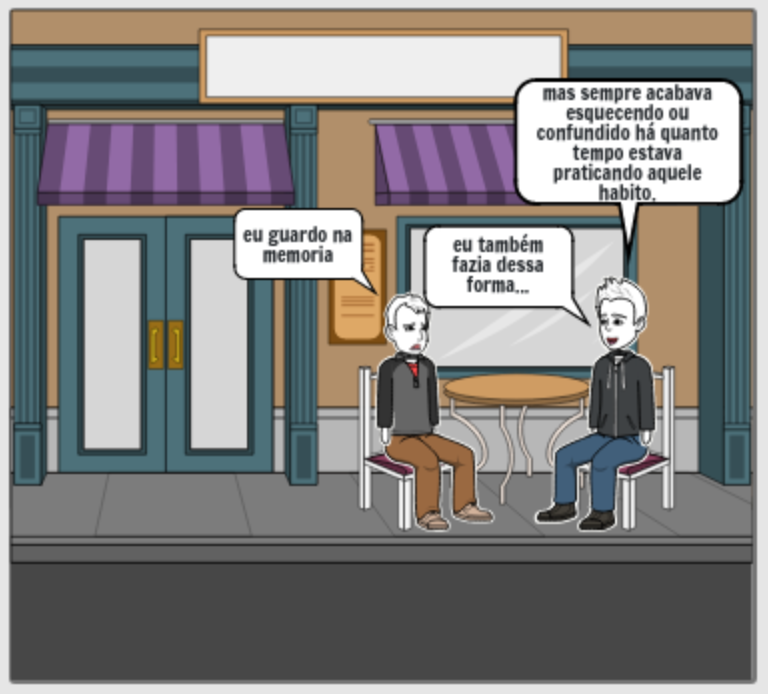 eu guardo na
memoria
eu também
fazia dessa
forma...
mas sempre acabava
esquecendo ou
confundido há quanto
tempo estava
praticando aquele
habito.